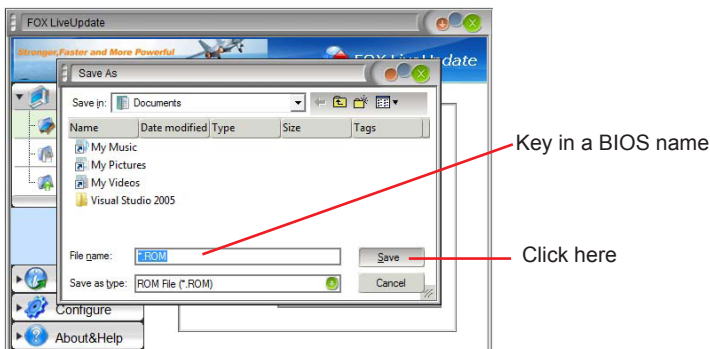 FOX LiveUpdate
Stronger,Faster and More Powerful
FOX LiveUpdate
Save As
Save in: Documents
Name Date modified Type Size Tags
My Music
My Pictures
My Videos
Visual Studio 2005
File name: *.ROM Save
Save as type: ROM File (*.ROM) Cancel
Configure
About&Help
Key in a BIOS name
Click here